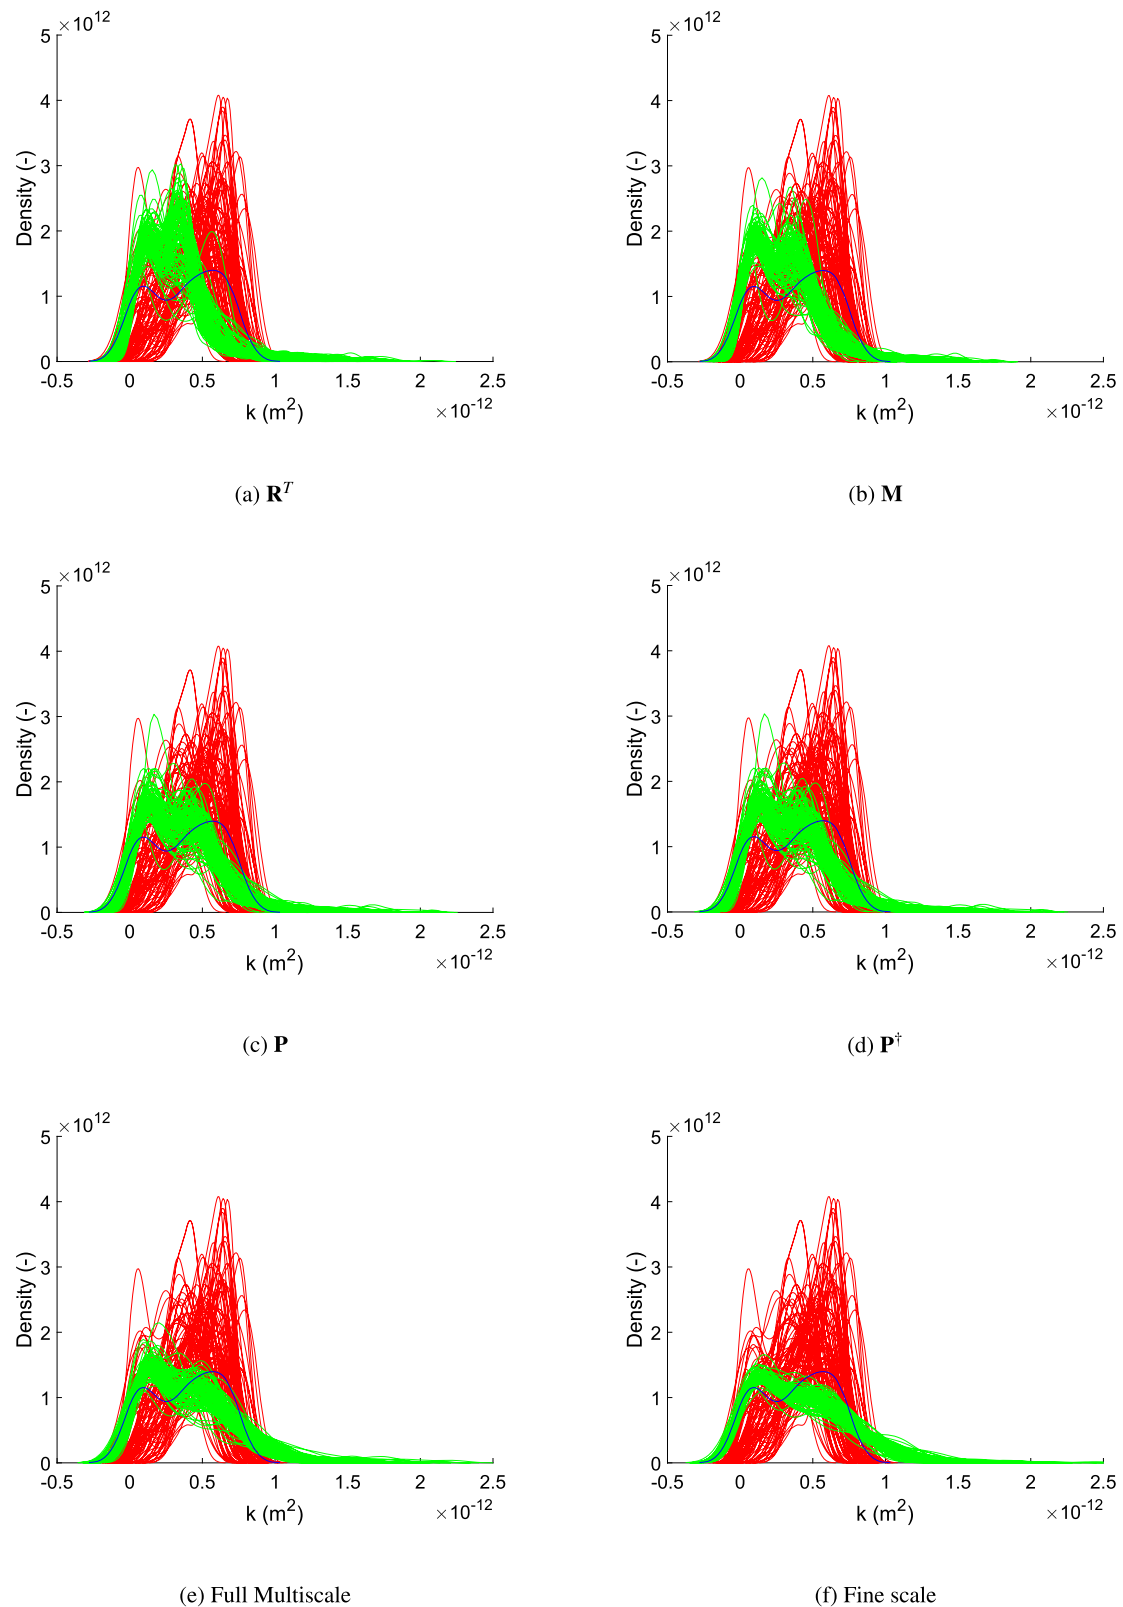 ×10^12 ×10^12
5 5
4 4
3 3
2 2
1 1
0 0
Density (-) Density (-)
-0.5 0 0.5 1 1.5 2 2.5 -0.5 0 0.5 1 1.5 2 2.5
k (m^2) ×10^-12 k (m^2) ×10^-12
(a) R^T (b) M
×10^12 ×10^12
5 5
4 4
3 3
2 2
1 1
0 0
Density (-) Density (-)
-0.5 0 0.5 1 1.5 2 2.5 -0.5 0 0.5 1 1.5 2 2.5
k (m^2) ×10^-12 k (m^2) ×10^-12
(c) P (d) P^†
×10^12 ×10^12
5 5
4 4
3 3
2 2
1 1
0 0
Density (-) Density (-)
-0.5 0 0.5 1 1.5 2 2.5 -0.5 0 0.5 1 1.5 2 2.5
k (m^2) ×10^-12 k (m^2) ×10^-12
(e) Full Multiscale (f) Fine scale